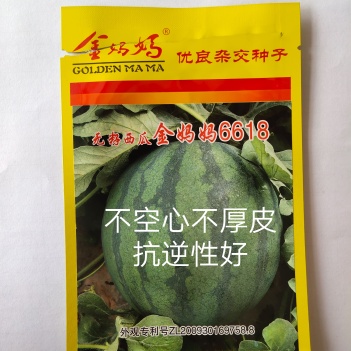 金妈妈®
GOLDEN MA MA
优良杂交种子
无籽西瓜金妈妈6618
不空心不厚皮
抗逆性好
外观专利号ZL200930169758.8